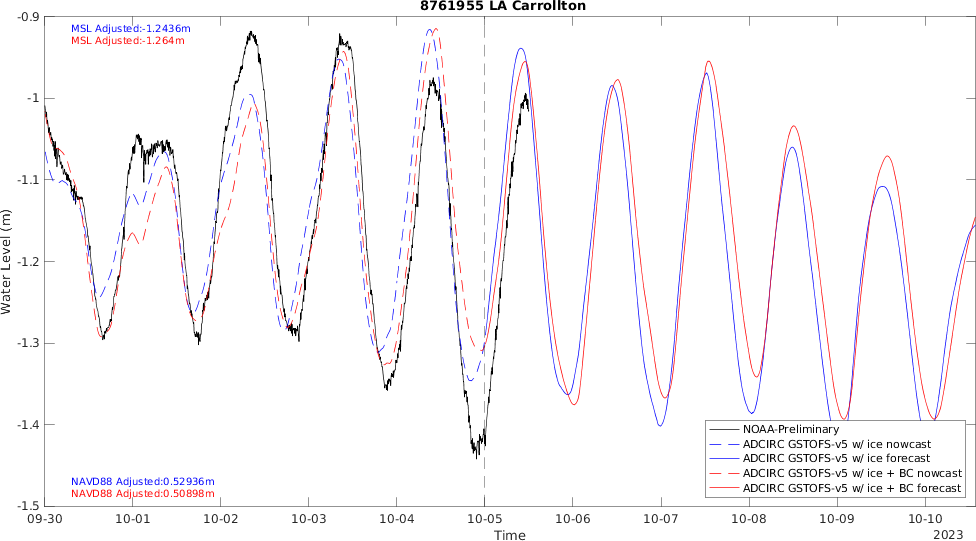 8761955 LA Carrollton
MSL Adjusted:-1.2436m
MSL Adjusted:-1.264m
-0.9
-1
-1.1
-1.2
-1.3
-1.4
-1.5
Water Level (m)
NAVD88 Adjusted:0.52936m
NAVD88 Adjusted:0.50898m
NOAA-Preliminary
ADCIRC GSTOFS-v5 w/ ice nowcast
ADCIRC GSTOFS-v5 w/ ice forecast
ADCIRC GSTOFS-v5 w/ ice + BC nowcast
ADCIRC GSTOFS-v5 w/ ice + BC forecast
09-30 10-01 10-02 10-03 10-04 10-05 10-06 10-07 10-08 10-09 10-10
2023
Time